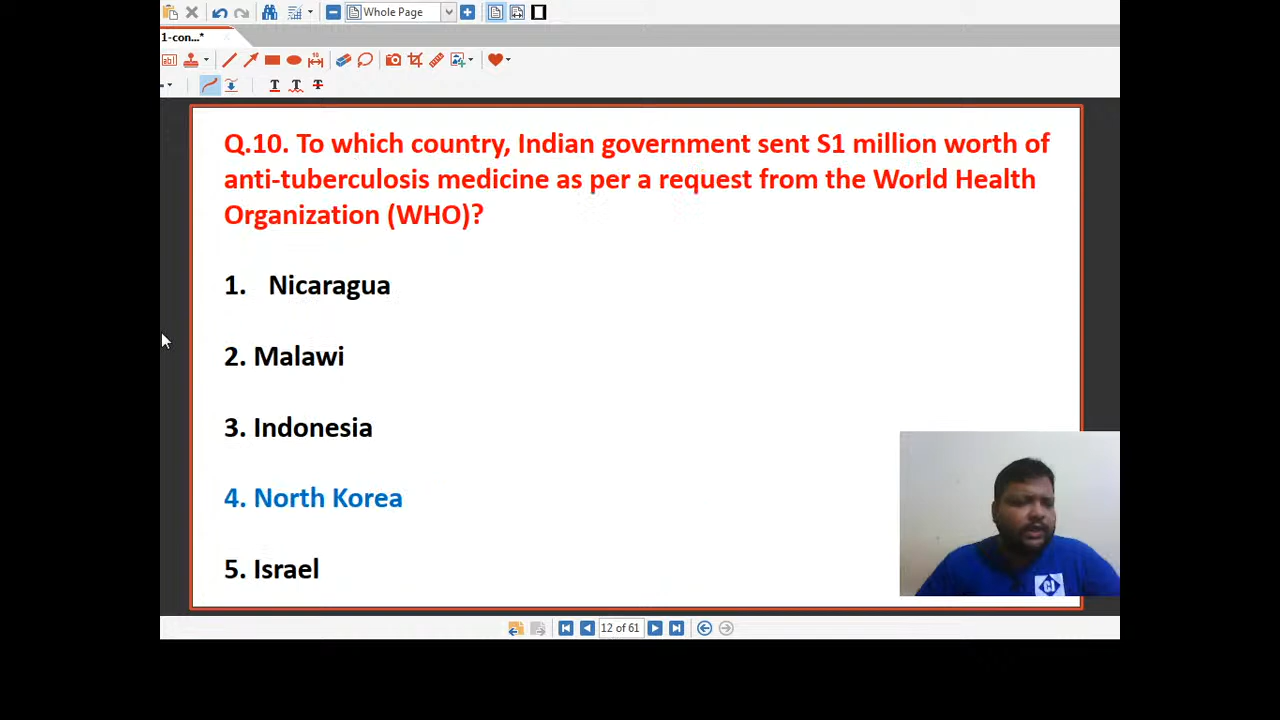 Whole Page
1-con...*
Q.10. To which country, Indian government sent S1 million worth of
anti-tuberculosis medicine as per a request from the World Health
Organization (WHO)?
1. Nicaragua
2. Malawi
3. Indonesia
4. North Korea
5. Israel
12 of 61